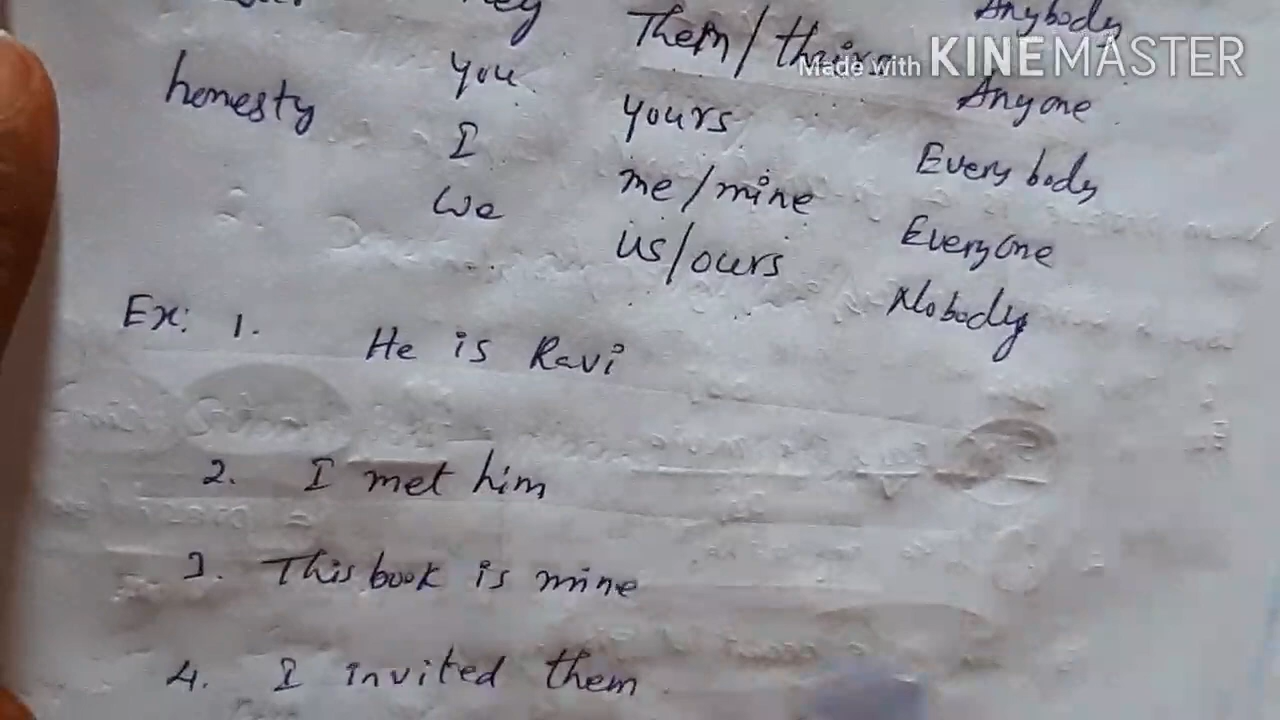 Anybody
Them/thairs
Made with KINEMASTER
honesty you yours Anyone
I me/mine Everybody
We us/ours Everyone
Nobody
Ex: 1. He is Ravi
2. I met him
3. This book is mine
4. I invited them